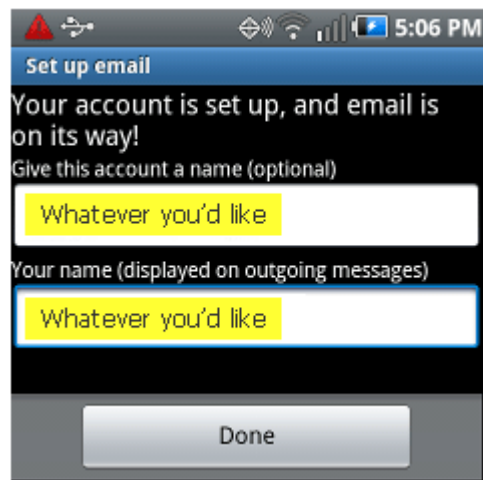 5:06 PM
Set up email
Your account is set up, and email is
on its way!
Give this account a name (optional)
Whatever you'd like
Your name (displayed on outgoing messages)
Whatever you'd like
Done